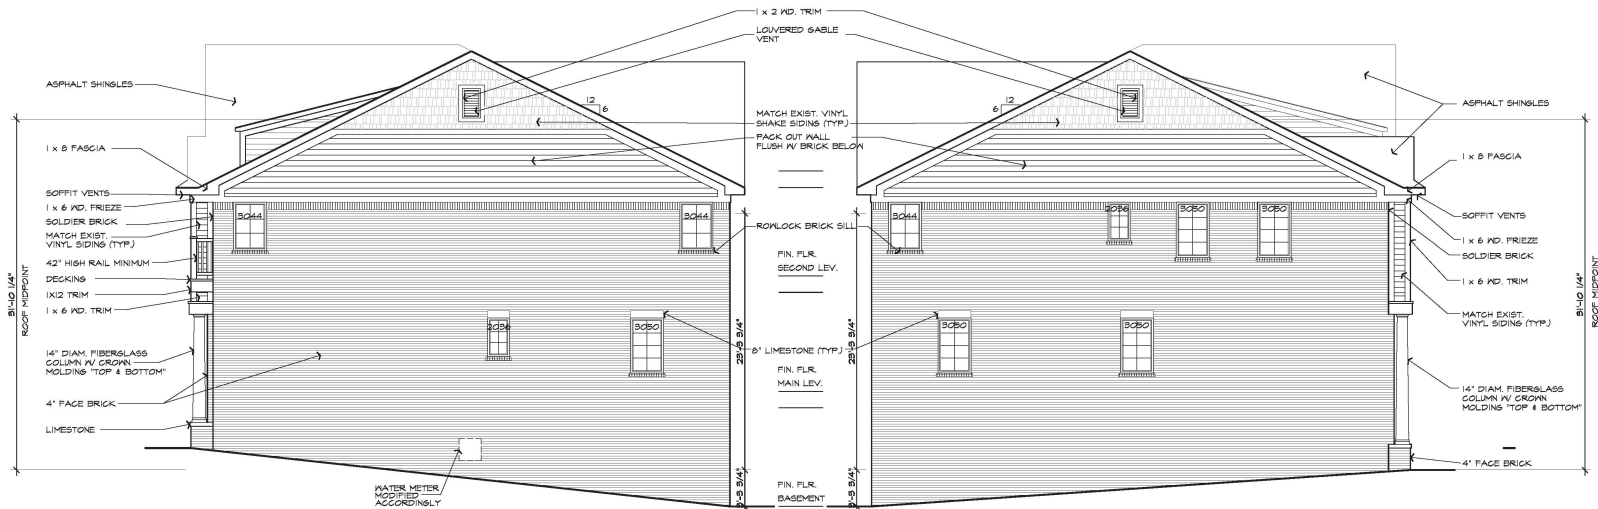 1 x 2 WD. TRIM
LOUVERED GABLE
VENT
ASPHALT SHINGLES
12
6
MATCH EXIST. VINYL
SHAKE SIDING (TYP.)
PACK OUT WALL
FLUSH W/ BRICK BELOW
12
6
ASPHALT SHINGLES
1 x 8 FASCIA
SOFFIT VENTS
1 x 6 WD. FRIEZE
SOLDIER BRICK
MATCH EXIST.
VINYL SIDING (TYP.)
42" HIGH RAIL MINIMUM
DECKING
1X12 TRIM
1 x 6 WD. TRIM
14" DIAM. FIBERGLASS
COLUMN W/ CROWN
MOLDING "TOP & BOTTOM"
4" FACE BRICK
LIMESTONE
31'-10 1/4"
ROOF MIDPOINT
3044
3044
2036
3050
WATER METER
MODIFIED
ACCORDINGLY
ROWLOCK BRICK SILL
FIN. FLR.
SECOND LEV.
8" LIMESTONE (TYP.)
FIN. FLR.
MAIN LEV.
FIN. FLR.
BASEMENT
23'-3 3/4"
23'-3 3/4"
3044
2036
3050
3050
3050
3050
1 x 8 FASCIA
SOFFIT VENTS
1 x 6 WD. FRIEZE
SOLDIER BRICK
1 x 6 WD. TRIM
MATCH EXIST.
VINYL SIDING (TYP.)
14" DIAM. FIBERGLASS
COLUMN W/ CROWN
MOLDING "TOP & BOTTOM"
4" FACE BRICK
31'-10 1/4"
ROOF MIDPOINT